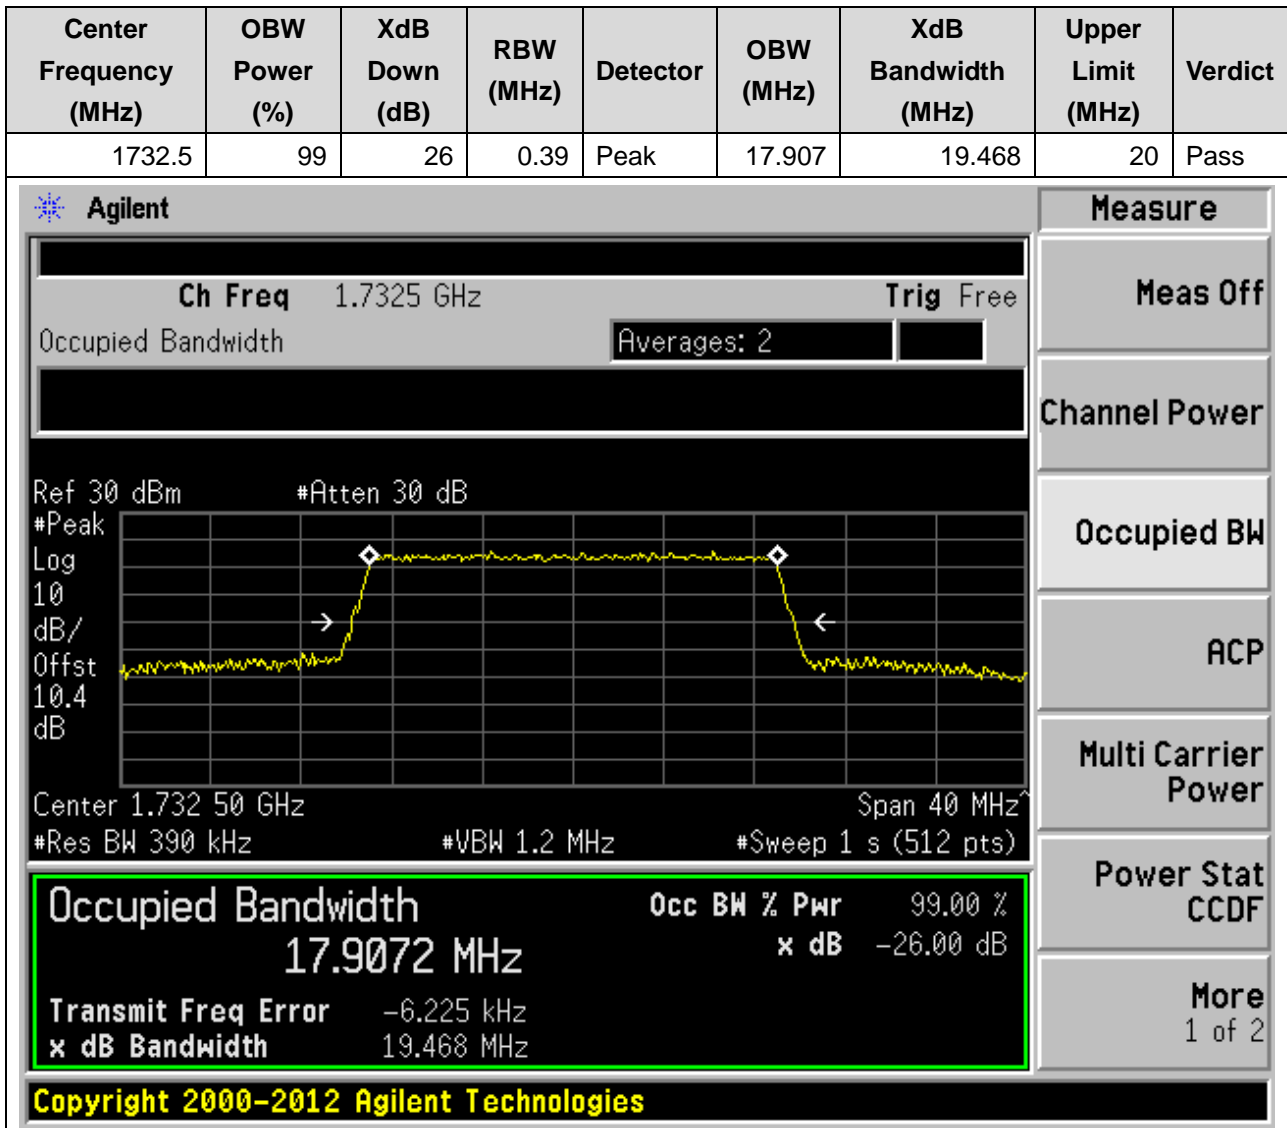 Center Frequency (MHz) OBW Power (%) XdB Down (dB) RBW (MHz) Detector OBW (MHz) XdB Bandwidth (MHz) Upper Limit (MHz) Verdict
1732.5 99 26 0.39 Peak 17.907 19.468 20 Pass
Agilent
Measure
Ch Freq 1.7325 GHz Trig Free
Meas Off
Occupied Bandwidth Averages: 2
Channel Power
Ref 30 dBm #Atten 30 dB
#Peak
Log
10
dB/
Offst
10.4
dB
Occupied BW
ACP
Multi Carrier
Power
Center 1.732 50 GHz Span 40 MHz^
#Res BW 390 kHz #VBW 1.2 MHz #Sweep 1 s (512 pts)
Power Stat
CCDF
Occupied Bandwidth Occ BW % Pwr 99.00 %
17.9072 MHz x dB -26.00 dB
More
1 of 2
Transmit Freq Error -6.225 kHz
x dB Bandwidth 19.468 MHz
Copyright 2000-2012 Agilent Technologies